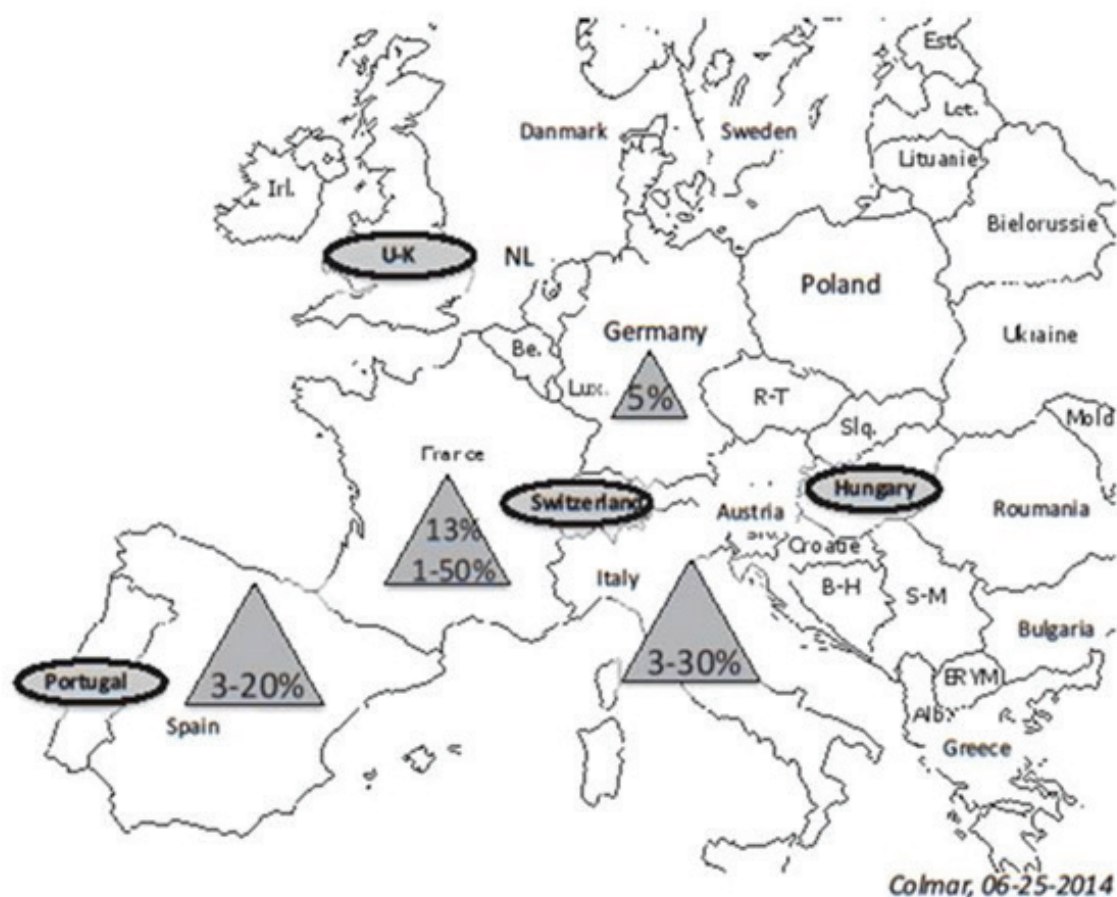 Est.
Let.
Danmark
Sweden
Lituanie
Irl.
Bielorussie
U-K
NL
Poland
Germany
Ukraine
Be.
Lux.
5%
R-T
Slq.
Mold
France
13%
1-50%
Switzerland
Hungary
Austria
Roumania
Croatie
Italy
B-H
S-M
Bulgaria
Portugal
3-20%
3-30%
Spain
Alb.
Greece
Colmar, 06-25-2014